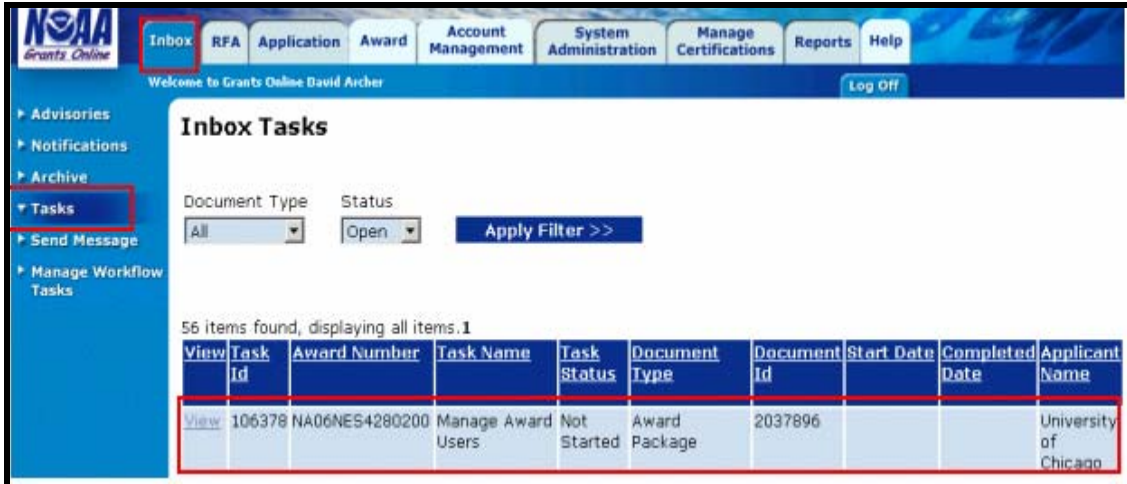 NOAA
Grants Online
Inbox
RFA
Application
Award
Account
Management
System
Administration
Manage
Certifications
Reports
Help
Welcome to Grants Online David Archer
Log Off
Advisories
Notifications
Archive
Tasks
Send Message
Manage Workflow
Tasks
Inbox Tasks
Document Type Status
All Open Apply Filter >>
56 items found, displaying all items.1
View Task Id Award Number Task Name Task Status Document Type Document Id Start Date Completed Date Applicant Name
View 106378 NA06NES4280200 Manage Award Users Not Started Award Package 2037896 University of Chicago